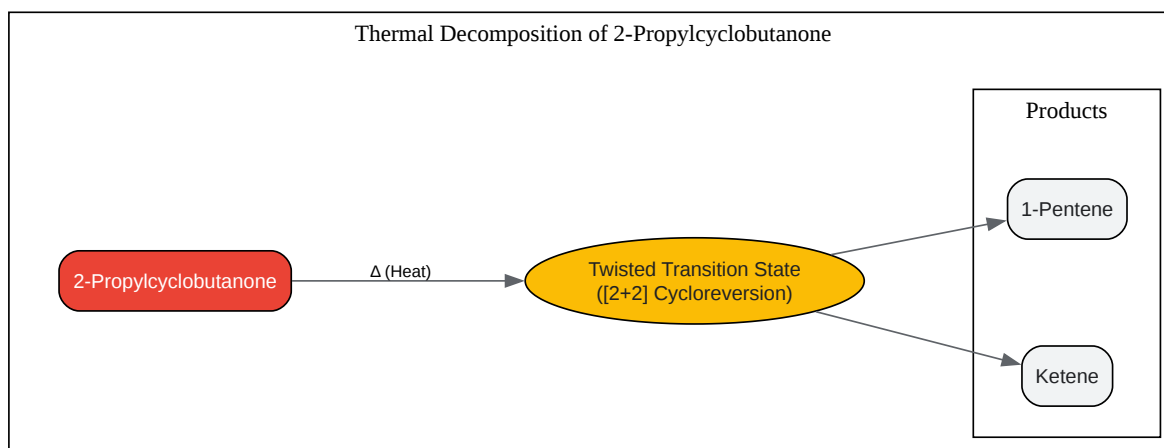 Thermal Decomposition of 2-Propylcyclobutanone
Products
1-Pentene
2-Propylcyclobutanone
Δ (Heat)
Twisted Transition State
([2+2] Cycloreversion)
Ketene